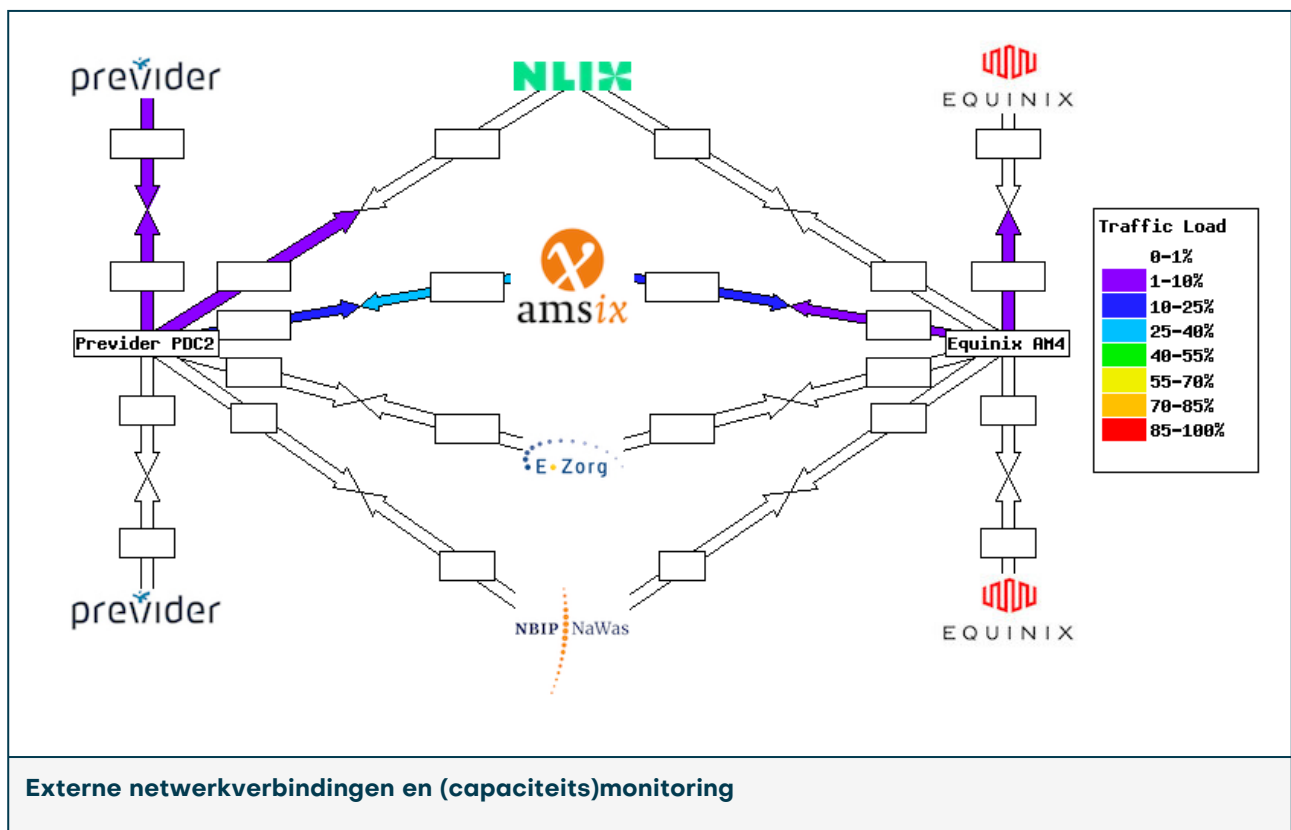 previder
NLIX
EQUINIX
amsix
Traffic Load
0-1%
1-10%
10-25%
25-40%
40-55%
55-70%
70-85%
85-100%
Previder PDC2
Equinix AM4
E•Zorg
previder
NBIP NaWas
EQUINIX
Externe netwerkverbindingen en (capaciteits)monitoring